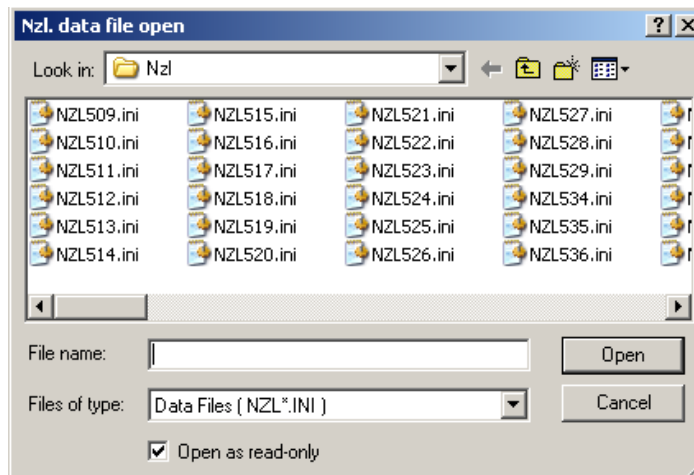 Nzl. data file open
Look in: Nzl
NZL509.ini NZL515.ini NZL521.ini NZL527.ini
NZL510.ini NZL516.ini NZL522.ini NZL528.ini
NZL511.ini NZL517.ini NZL523.ini NZL529.ini
NZL512.ini NZL518.ini NZL524.ini NZL534.ini
NZL513.ini NZL519.ini NZL525.ini NZL535.ini
NZL514.ini NZL520.ini NZL526.ini NZL536.ini
File name: Open
Files of type: Data Files ( NZL*.INI ) Cancel
Open as read-only